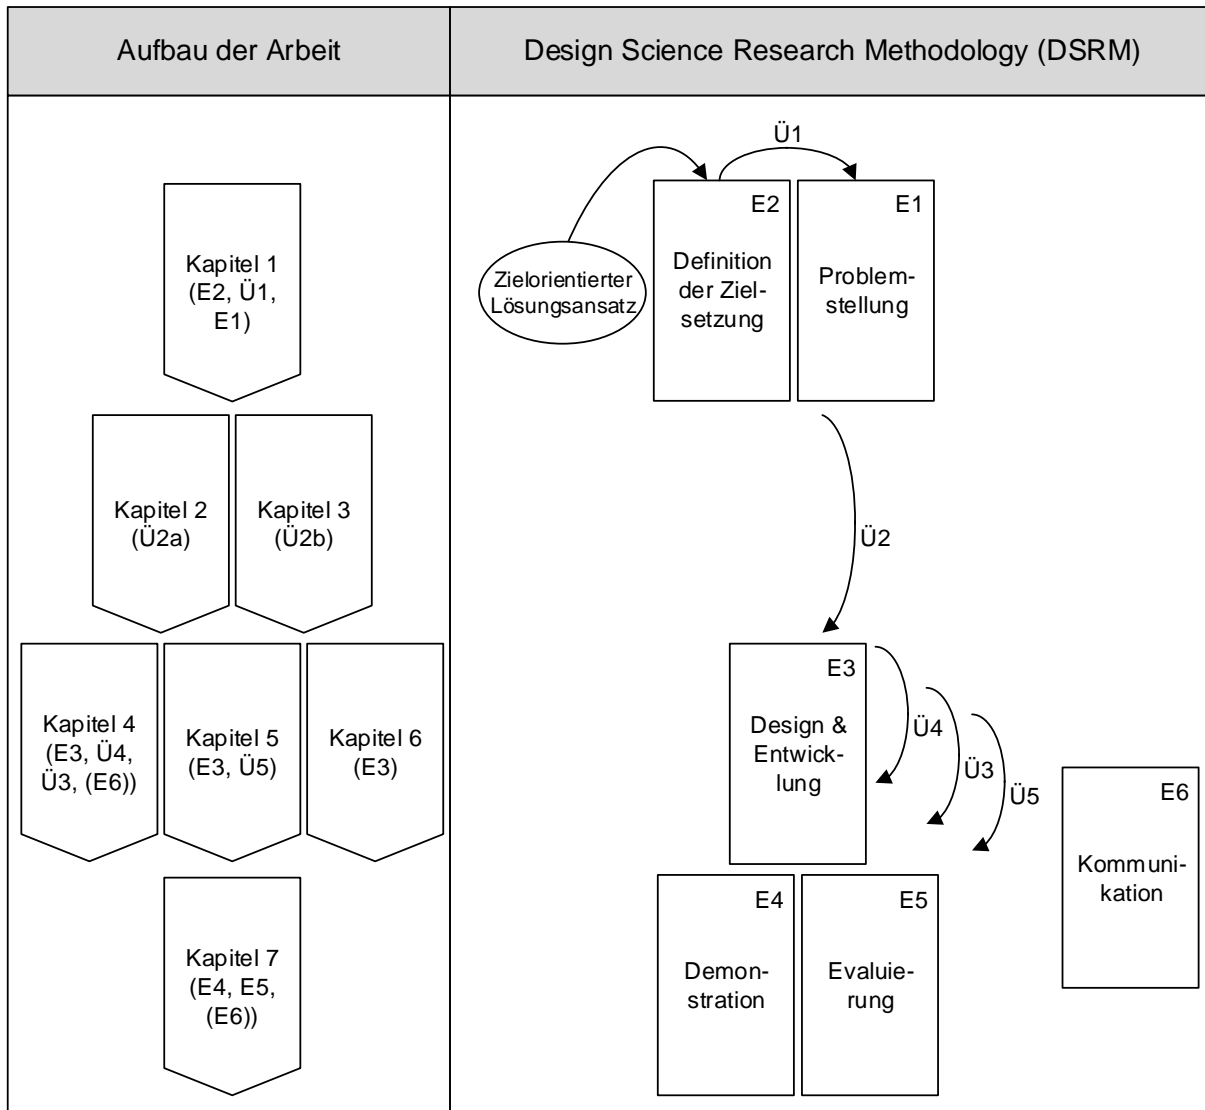 Aufbau der Arbeit
Design Science Research Methodology (DSRM)
Kapitel 1
(E2, Ü1,
E1)
Kapitel 2
(Ü2a)
Kapitel 3
(Ü2b)
Kapitel 4
(E3, Ü4,
Ü3, (E6))
Kapitel 5
(E3, Ü5)
Kapitel 6
(E3)
Kapitel 7
(E4, E5,
(E6))
Zielorientierter
Lösungsansatz
Ü1
E2
Definition
der Ziel-
setzung
E1
Problem-
stellung
Ü2
E3
Design &
Entwick-
lung
Ü4
Ü3
Ü5
E6
Kommuni-
kation
E4
Demon-
stration
E5
Evaluie-
rung